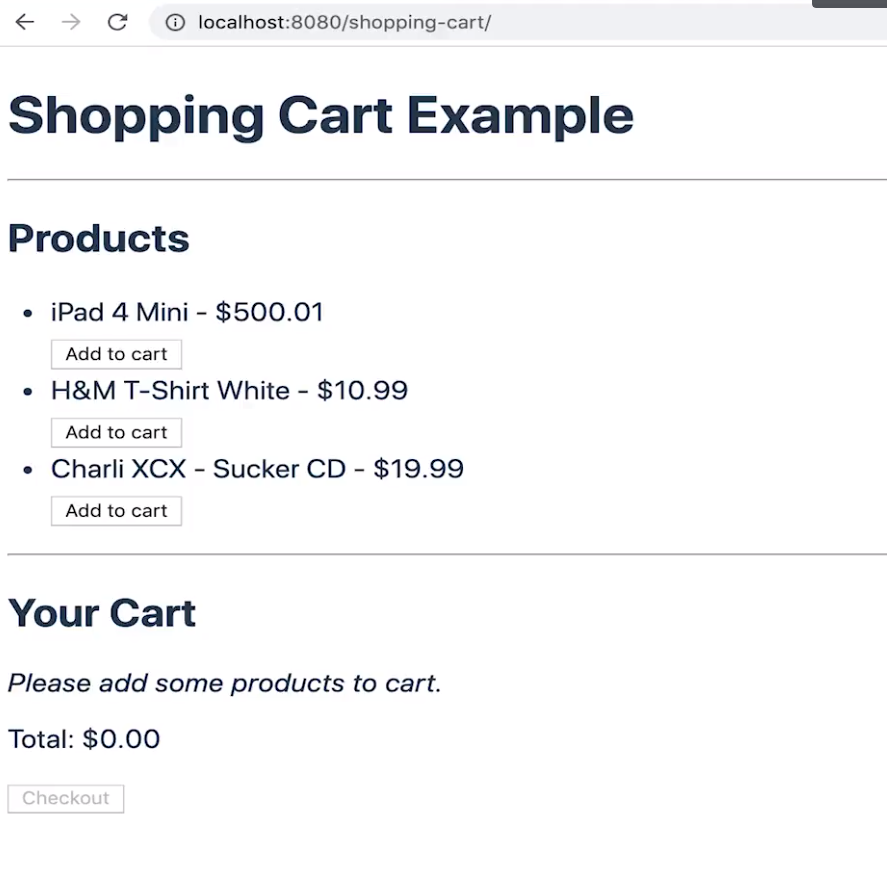 localhost:8080/shopping-cart/
Shopping Cart Example
Products
• iPad 4 Mini - $500.01
Add to cart
• H&M T-Shirt White - $10.99
Add to cart
• Charli XCX - Sucker CD - $19.99
Add to cart
Your Cart
Please add some products to cart.
Total: $0.00
Checkout